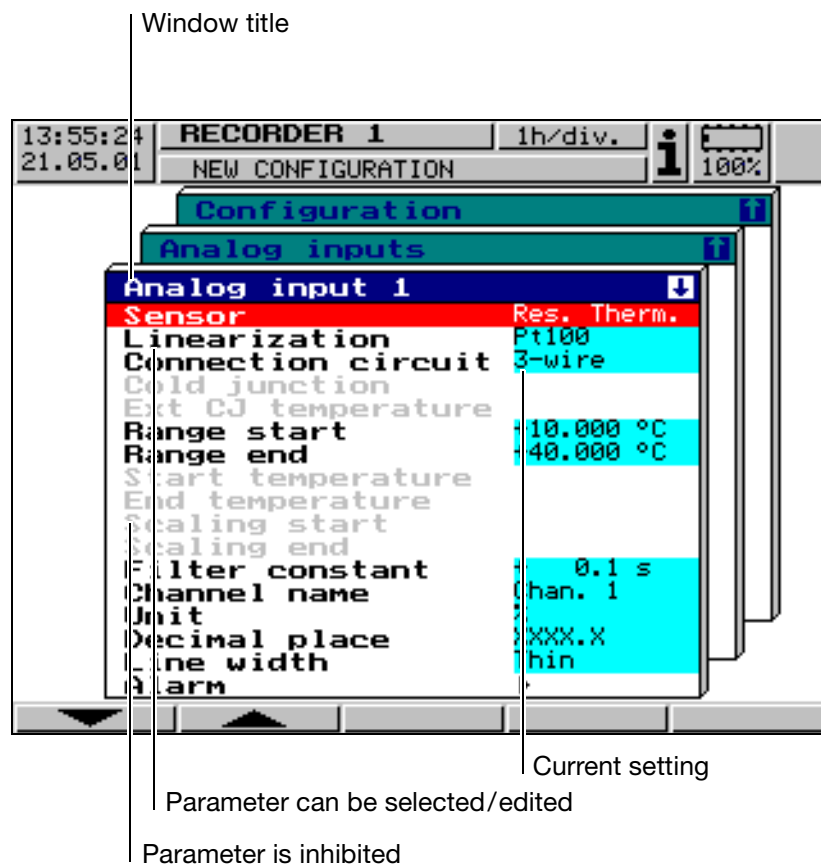 Window title
13:55:24 RECORDER 1 1h/div.
21.05.01 NEW CONFIGURATION i 100%
Configuration
Analog inputs
Analog input 1
Sensor Res. Therm.
Linearization Pt100
Connection circuit 3-wire
Cold junction
Ext CJ temperature
Range start +10.000 °C
Range end +40.000 °C
Start temperature
End temperature
Scaling start
Scaling end
Filter constant + 0.1 s
Channel name Chan. 1
Unit %
Decimal place XXXX.X
Line width Thin
Alarm
Current setting
Parameter can be selected/edited
Parameter is inhibited